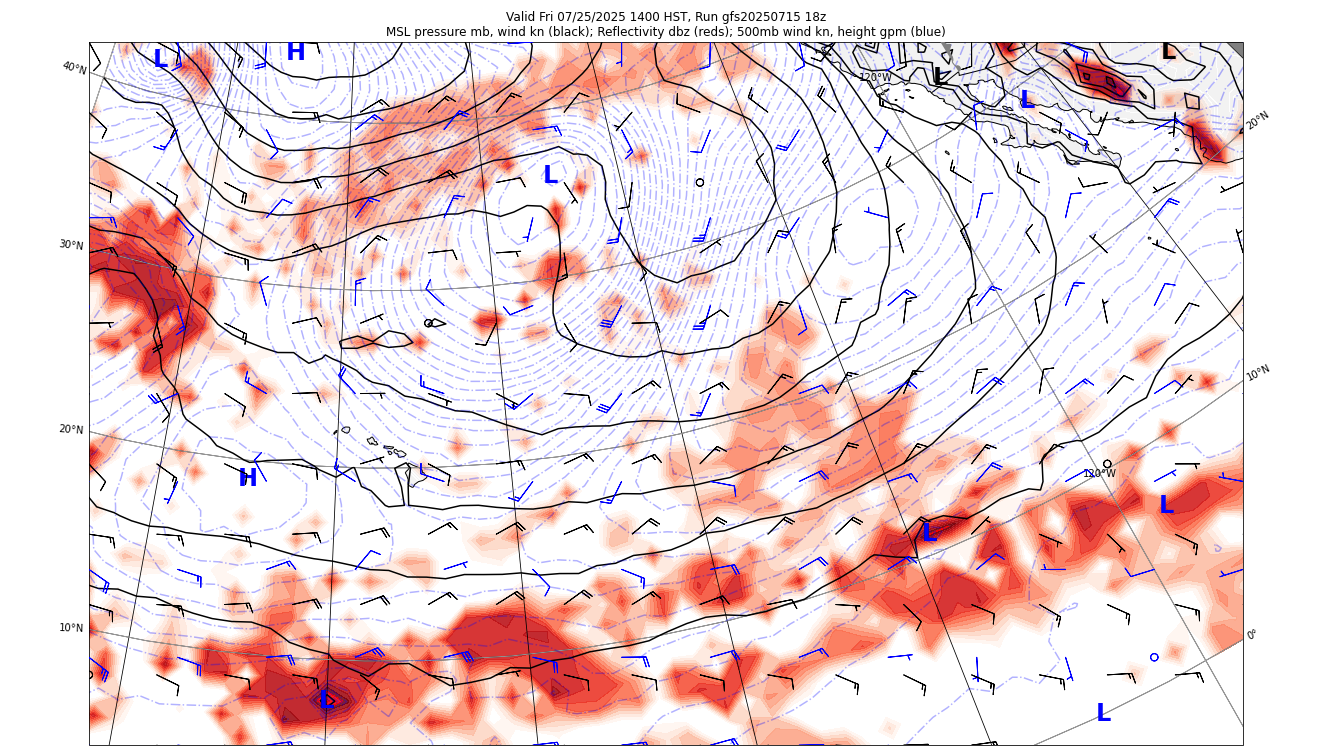 Valid Fri 07/25/2025 1400 HST, Run gfs20250715 18z
MSL pressure mb, wind kn (black); Reflectivity dbz (reds); 500mb wind kn, height gpm (blue)
L
H
L
L
40°N
120°W
L
20°N
L
30°N
10°N
20°N
H
120°W
L
L
10°N
0°
L
L